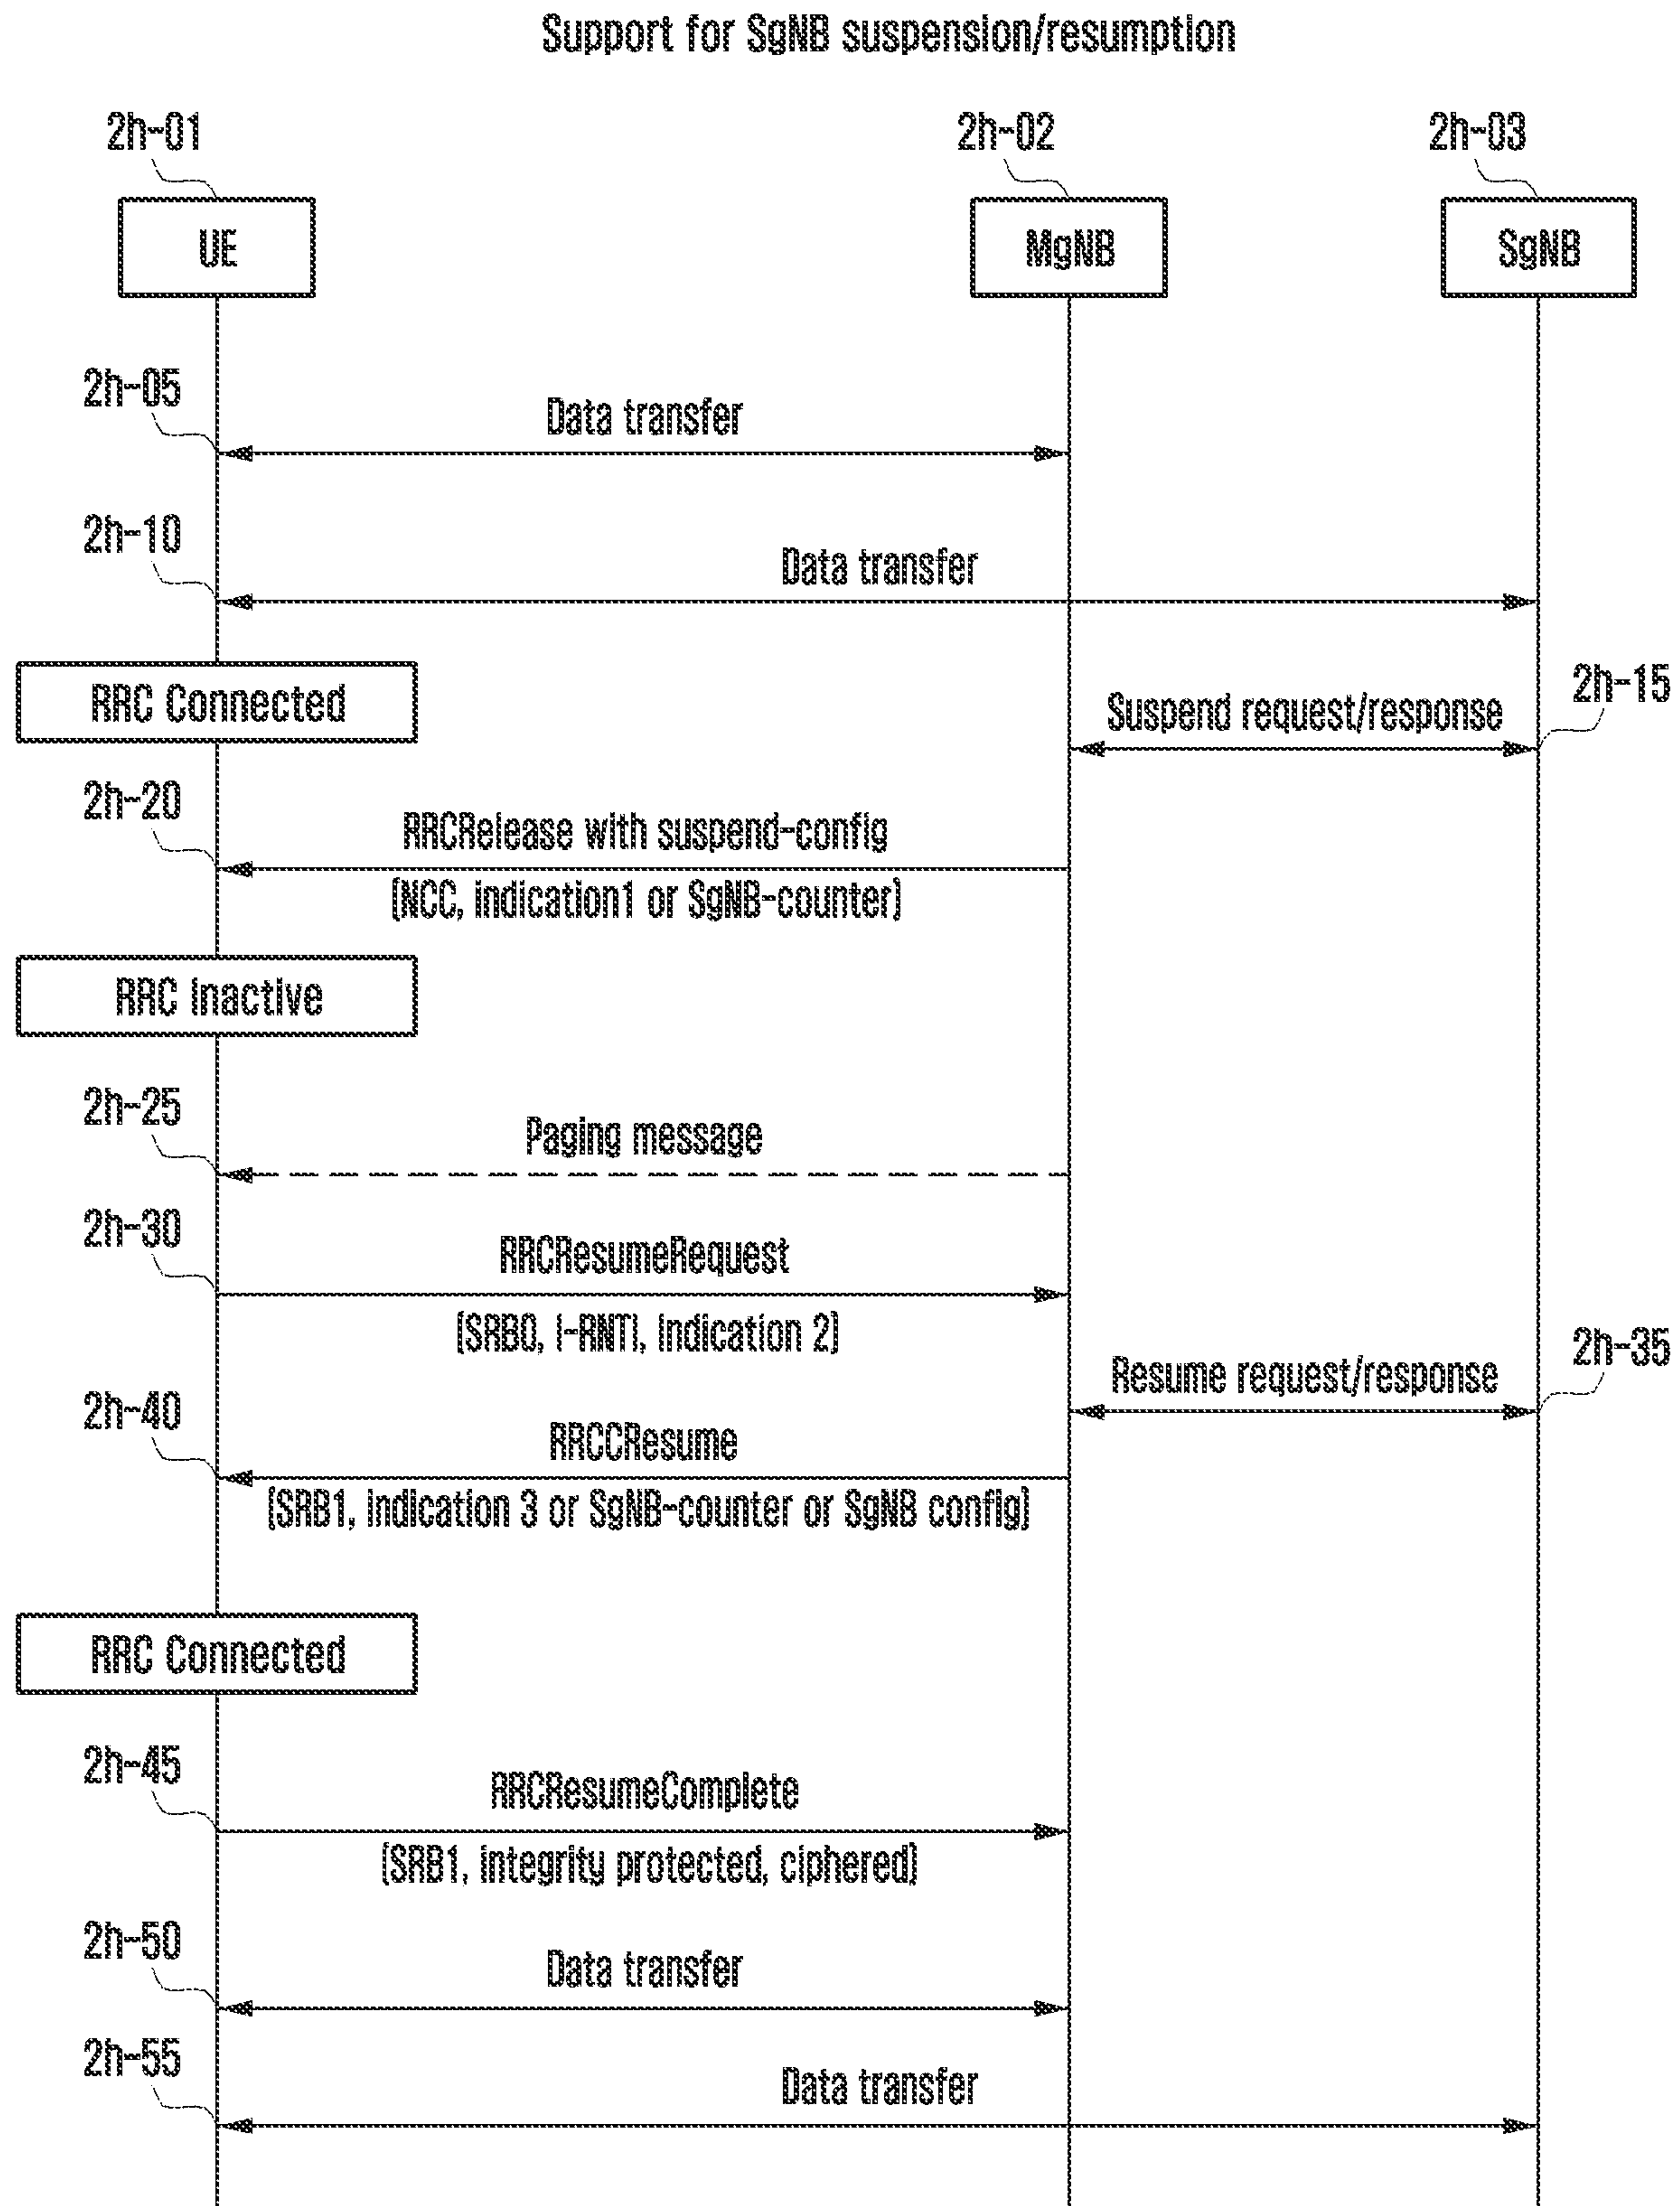 Support for SgNB suspension/resumption
2h-01
2h-02
2h-03
UE
MgNB
SgNB
2h-05
Data transfer
2h-10
Data transfer
RRC Connected
2h-15
Suspend request/response
2h-20
RRCRelease with suspend-config
(NCC, indication1 or SgNB-counter)
RRC Inactive
2h-25
Paging message
2h-30
RRCResumeRequest
(SRB0, I-RNTI, Indication 2)
2h-35
Resume request/response
2h-40
RRCCResume
(SRB1, indication 3 or SgNB-counter or SgNB config)
RRC Connected
2h-45
RRCResumeComplete
(SRB1, integrity protected, ciphered)
2h-50
Data transfer
2h-55
Data transfer